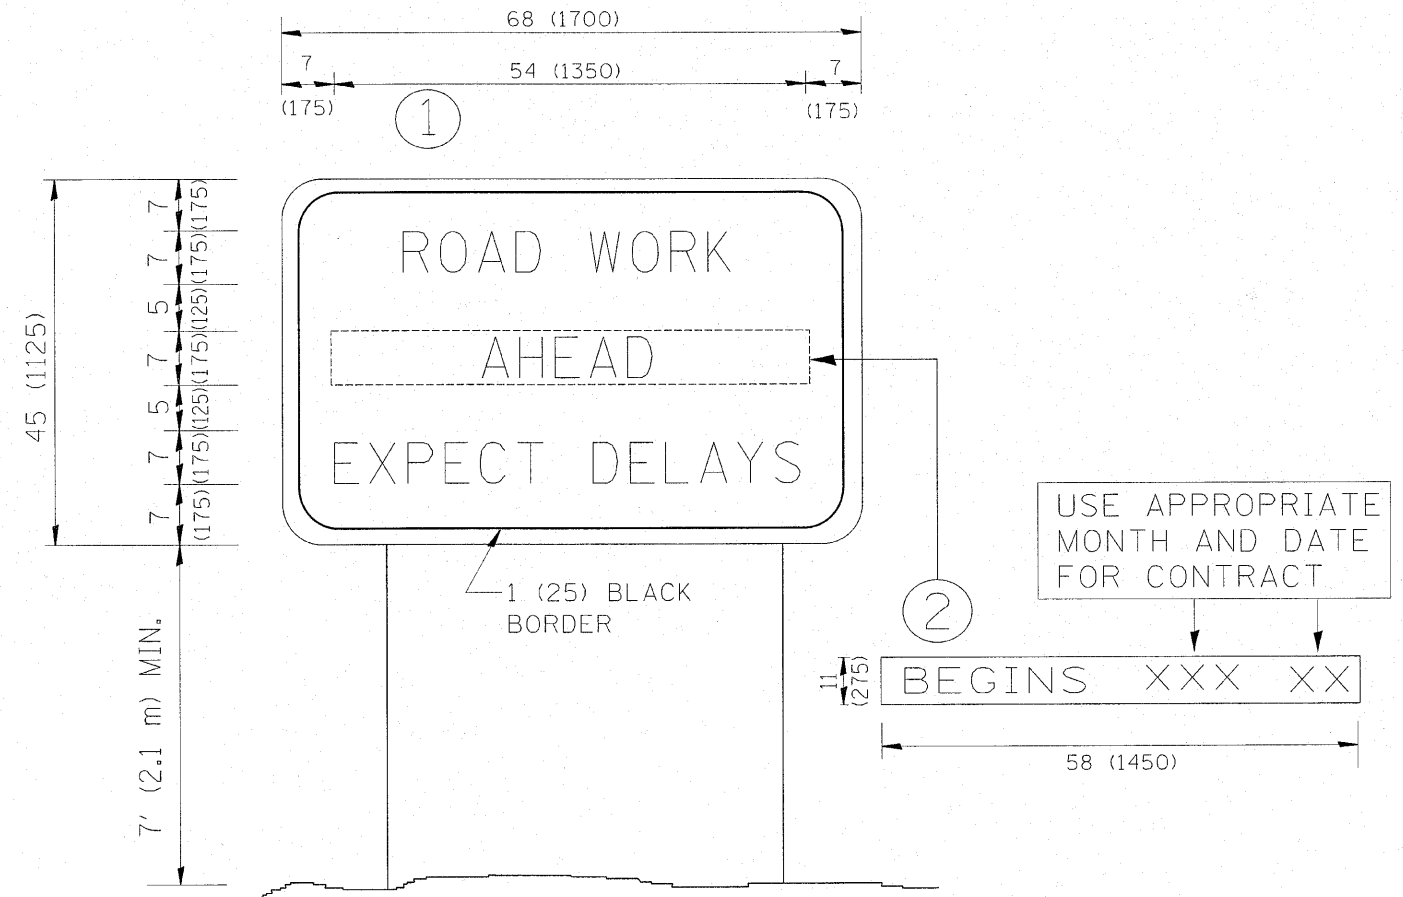 68 (1700)
7
54 (1350)
7
(175)
(175)
1
45 (1125)
7 (175)
7 (175)
5 (125)
7 (175)
5 (125)
7 (175)
7 (175)
ROAD WORK
AHEAD
EXPECT DELAYS
1 (25) BLACK
BORDER
7' (2.1 m) MIN.
2
USE APPROPRIATE
MONTH AND DATE
FOR CONTRACT
11
(275)
BEGINS XXX XX
58 (1450)